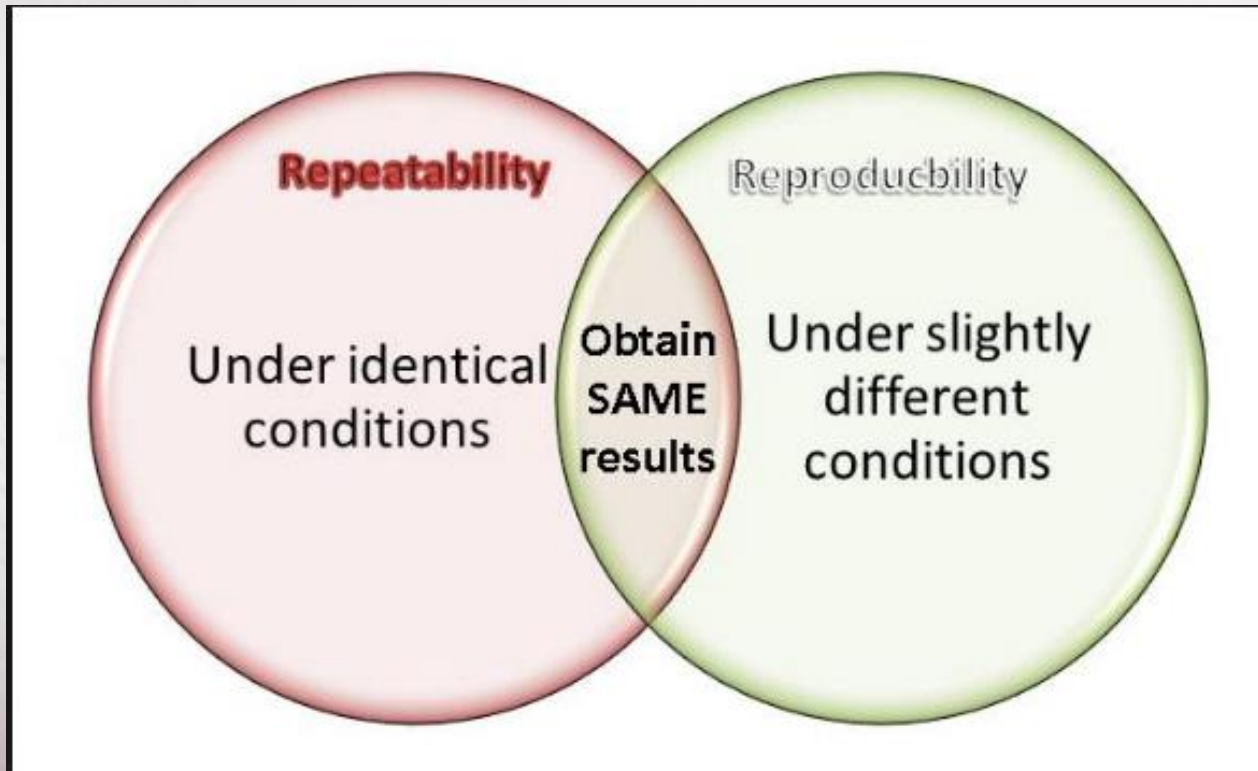 Repeatability
Under identical
conditions
Obtain
SAME
results
Reproducbility
Under slightly
different
conditions